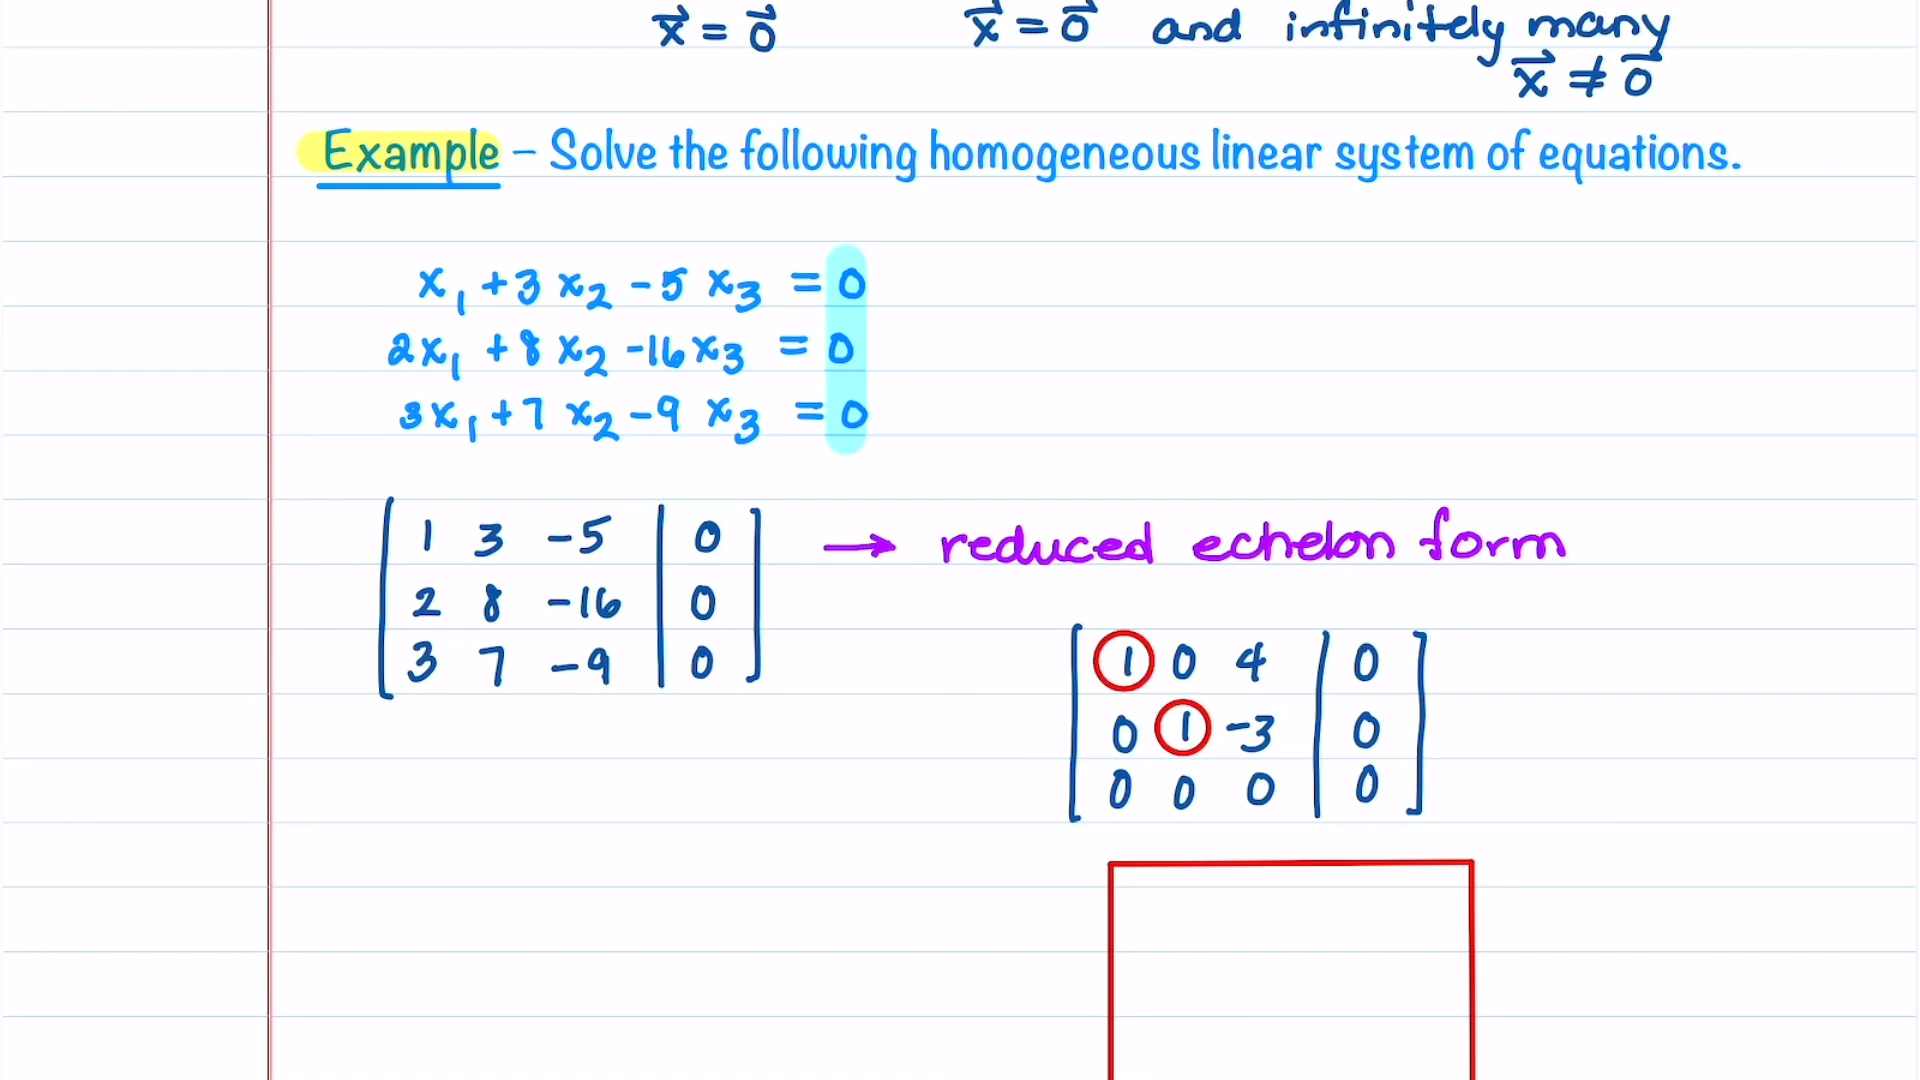 x⃗ = 0⃗ x⃗ = 0⃗ and infinitely many
x⃗ ≠ 0⃗
Example – Solve the following homogeneous linear system of equations.
x₁ + 3 x₂ - 5 x₃ = 0
2x₁ + 8 x₂ - 16x₃ = 0
3x₁ + 7 x₂ - 9 x₃ = 0
[ 1 3 -5 | 0 ] → reduced echelon form
[ 2 8 -16 | 0 ]
[ 3 7 -9 | 0 ]
[ 1 0 4 | 0 ]
[ 0 1 -3 | 0 ]
[ 0 0 0 | 0 ]